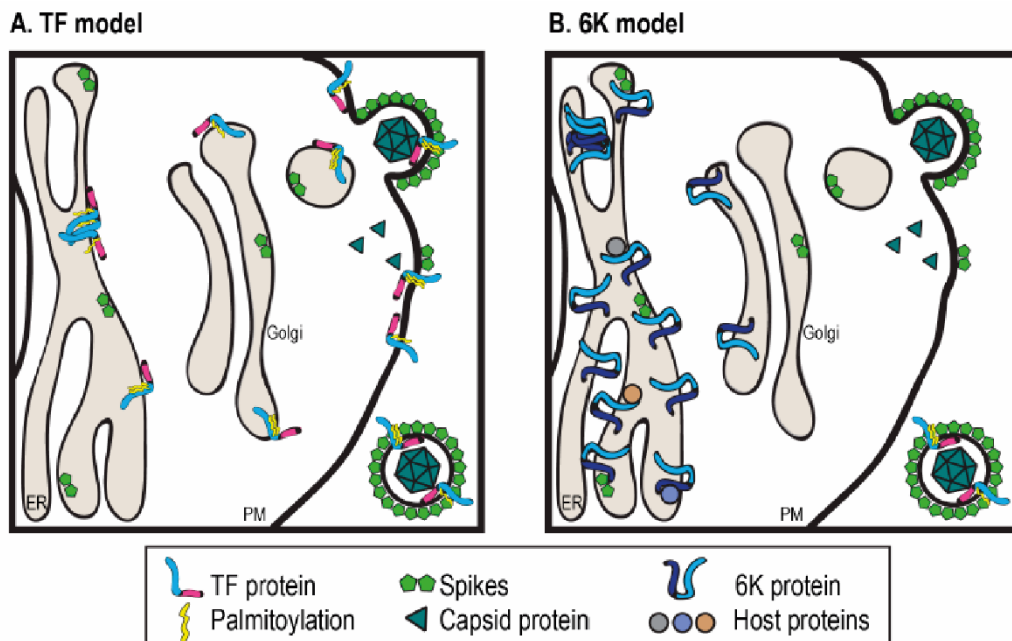 A. TF model
B. 6K model
Golgi
ER
PM
Golgi
ER
PM
TF protein
Spikes
6K protein
Palmitoylation
Capsid protein
Host proteins